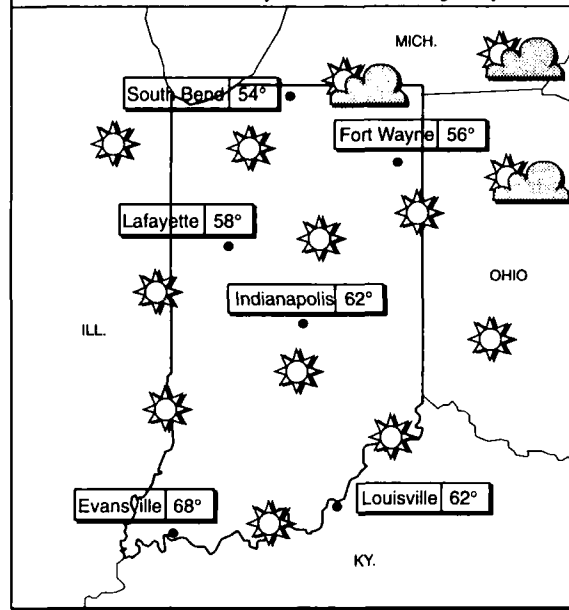 MICH.
South Bend 54°
Fort Wayne 56°
Lafayette 58°
OHIO
Indianapolis 62°
ILL.
Evansville 68°
Louisville 62°
KY.